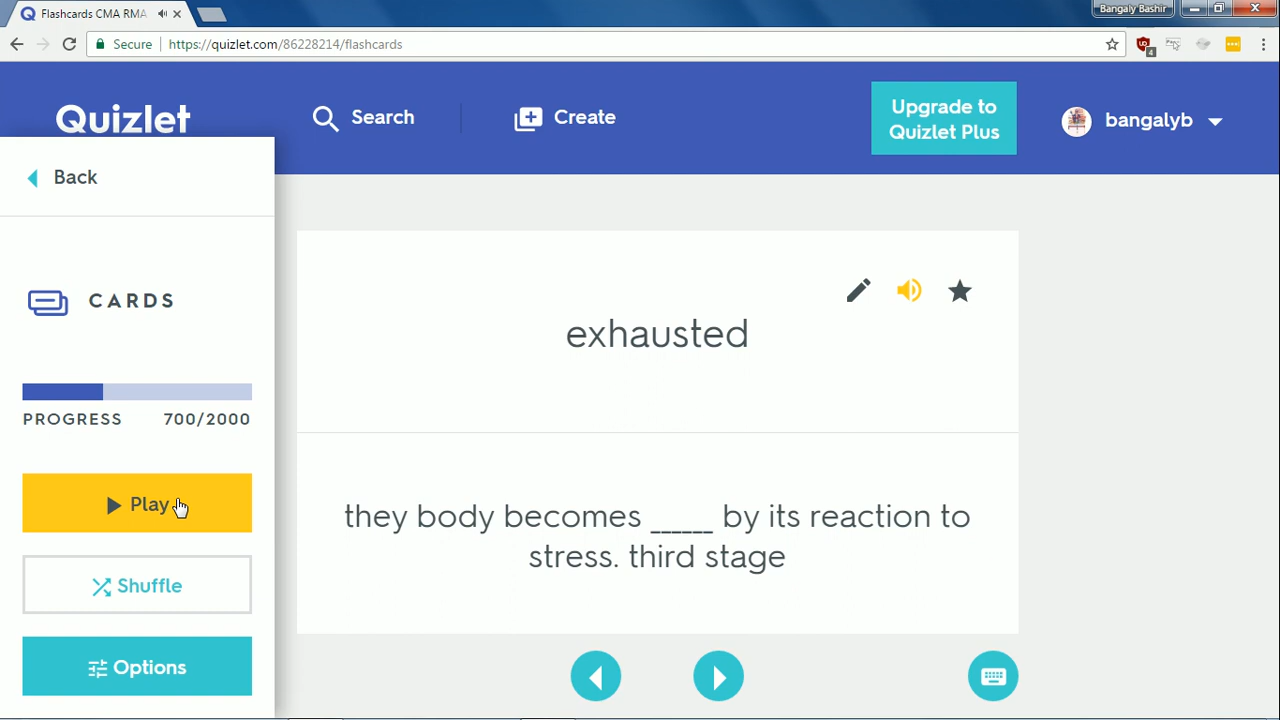 Flashcards CMA RMA
Bangaly Bashir
Secure
https://quizlet.com/86228214/flashcards
4
Quizlet
Search
Create
Upgrade to
Quizlet Plus
bangalyb
Back
CARDS
PROGRESS 700/2000
Play
Shuffle
Options
exhausted
they body becomes ______ by its reaction to
stress. third stage